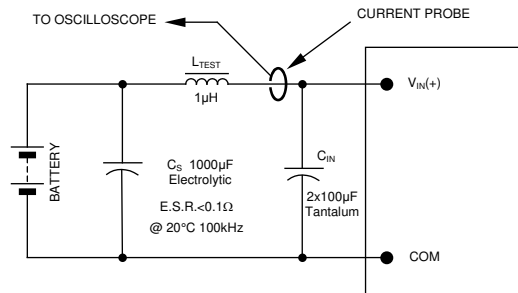 TO OSCILLOSCOPE
CURRENT PROBE
LTEST
1μH
VIN(+)
BATTERY
CS 1000μF
Electrolytic
E.S.R.<0.1Ω
@ 20°C 100kHz
CIN
2x100μF
Tantalum
COM